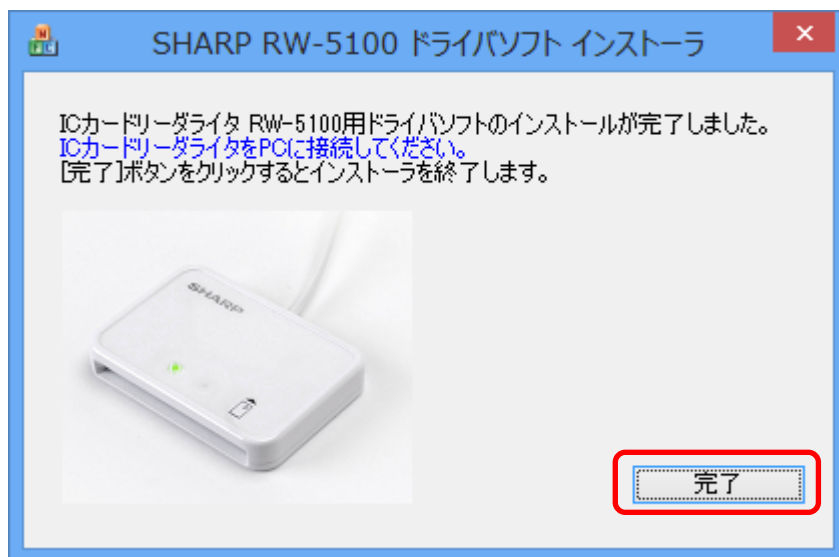 SHARP RW-5100 ドライバソフト インストーラ
ICカードリーダライタ RW-5100用ドライバソフトのインストールが完了しました。
ICカードリーダライタをPCに接続してください。
[完了]ボタンをクリックするとインストーラを終了します。
SHARP
完了